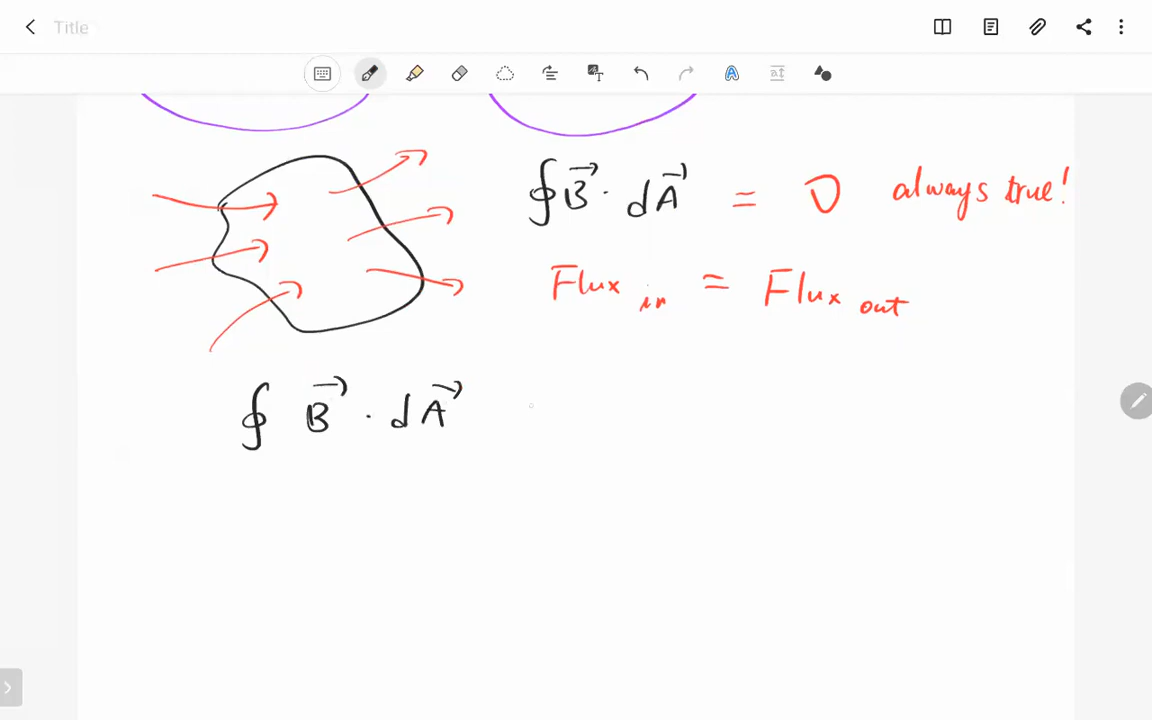 Title
∮ B⃗ · dA⃗ = 0 always true!
Flux in = Flux out
∮ B⃗ · dA⃗